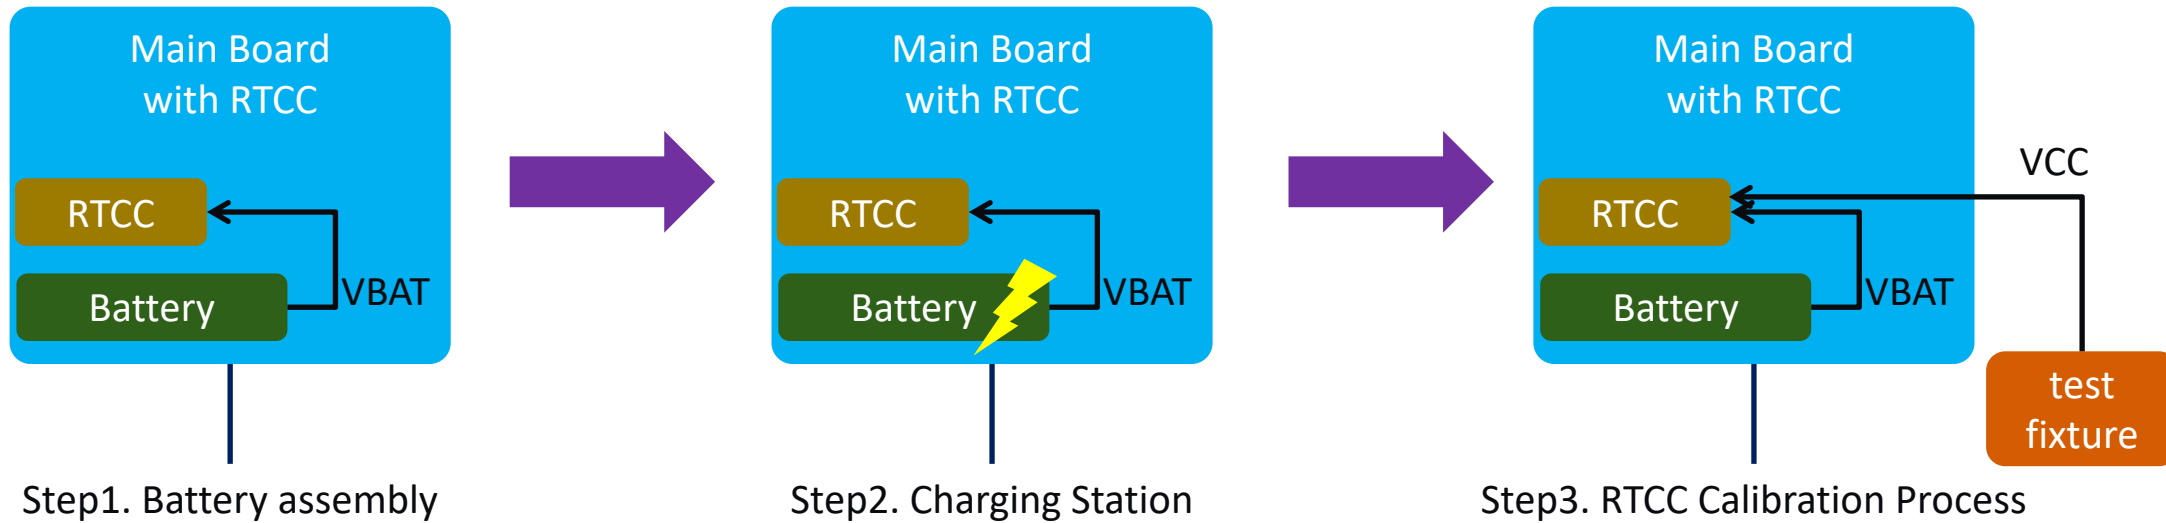 Main Board
with RTCC
RTCC
Battery
VBAT
Step1. Battery assembly
Main Board
with RTCC
RTCC
Battery
VBAT
Step2. Charging Station
Main Board
with RTCC
VCC
RTCC
Battery
VBAT
test
fixture
Step3. RTCC Calibration Process